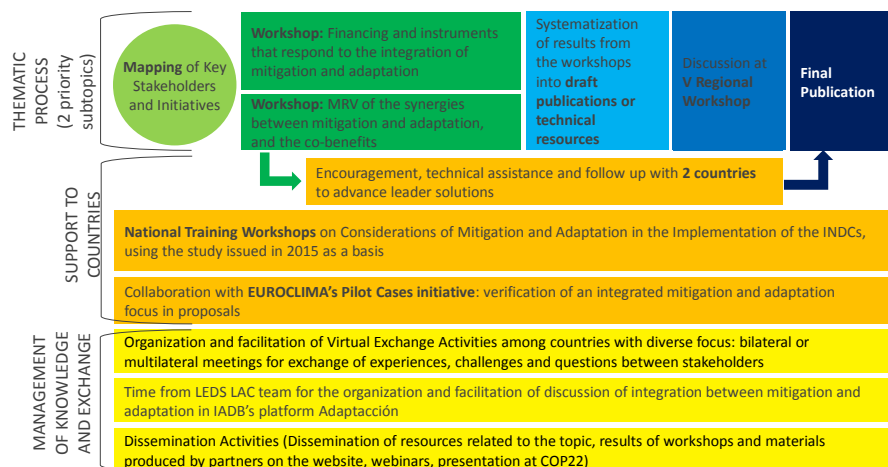 THEMATIC
PROCESS
(2 priority
subtopics)
Mapping of Key
Stakeholders
and Initiatives
Workshop: Financing and instruments
that respond to the integration of
mitigation and adaptation
Workshop: MRV of the synergies
between mitigation and adaptation,
and the co-benefits
Systematization
of results from
the workshops
into draft
publications or
technical
resources
Discussion at
V Regional
Workshop
Final
Publication
SUPPORT TO
COUNTRIES
Encouragement, technical assistance and follow up with 2 countries
to advance leader solutions
National Training Workshops on Considerations of Mitigation and Adaptation in the Implementation of the INDCs,
using the study issued in 2015 as a basis
Collaboration with EUROCLIMA's Pilot Cases initiative: verification of an integrated mitigation and adaptation
focus in proposals
MANAGEMENT
OF KNOWLEDGE
AND EXCHANGE
Organization and facilitation of Virtual Exchange Activities among countries with diverse focus: bilateral or
multilateral meetings for exchange of experiences, challenges and questions between stakeholders
Time from LEDS LAC team for the organization and facilitation of discussion of integration between mitigation and
adaptation in IADB's platform Adaptacción
Dissemination Activities (Dissemination of resources related to the topic, results of workshops and materials
produced by partners on the website, webinars, presentation at COP22)